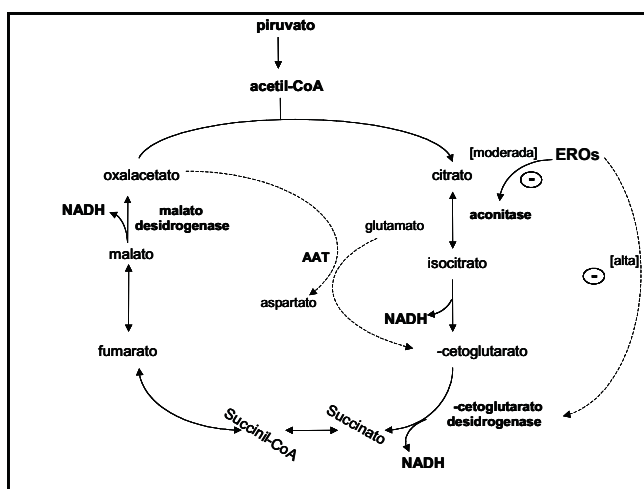 piruvato
acetil-CoA
[moderada]
EROs
oxalacetato
citrato
-
NADH
malato
desidrogenase
glutamato
aconitase
malato
AAT
isocitrato
[alta]
-
aspartato
NADH
fumarato
-cetoglutarato
Succinil-CoA
Succinato
-cetoglutarato
desidrogenase
NADH